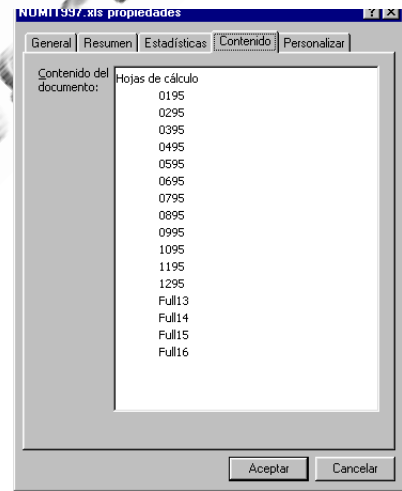 NUMIT997.xls propiedades
General Resumen Estadísticas Contenido Personalizar
Contenido del documento:
Hojas de cálculo
0195
0295
0395
0495
0595
0695
0795
0895
0995
1095
1195
1295
Full13
Full14
Full15
Full16
Aceptar Cancelar